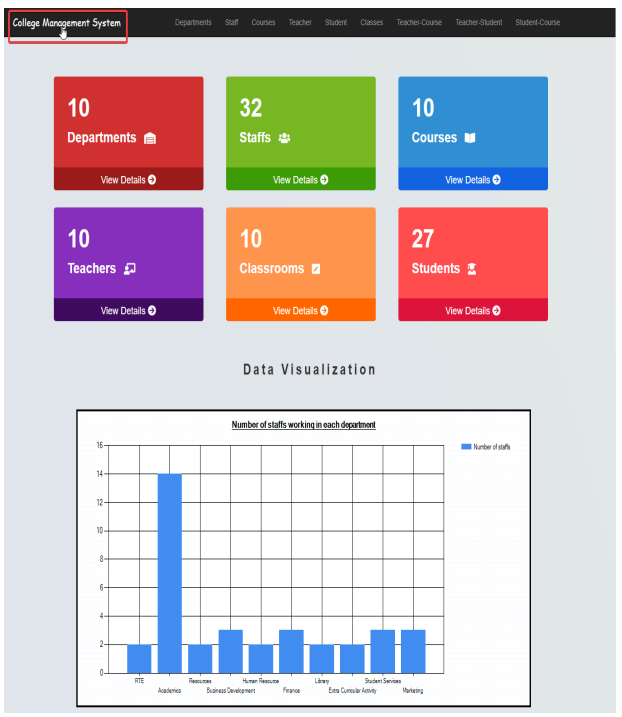 College Management System
Departments Staff Courses Teacher Student Classes Teacher-Course Teacher-Student Student-Course
10
Departments
View Details
32
Staffs
View Details
10
Courses
View Details
10
Teachers
View Details
10
Classrooms
View Details
27
Students
View Details
Data Visualization
Number of staffs working in each department
Number of staffs
16
14
12
10
8
6
4
2
0
RTE
Academics
Resources
Business Development
Human Resource
Finance
Library
Extra Curricular Activity
Student Services
Marketing